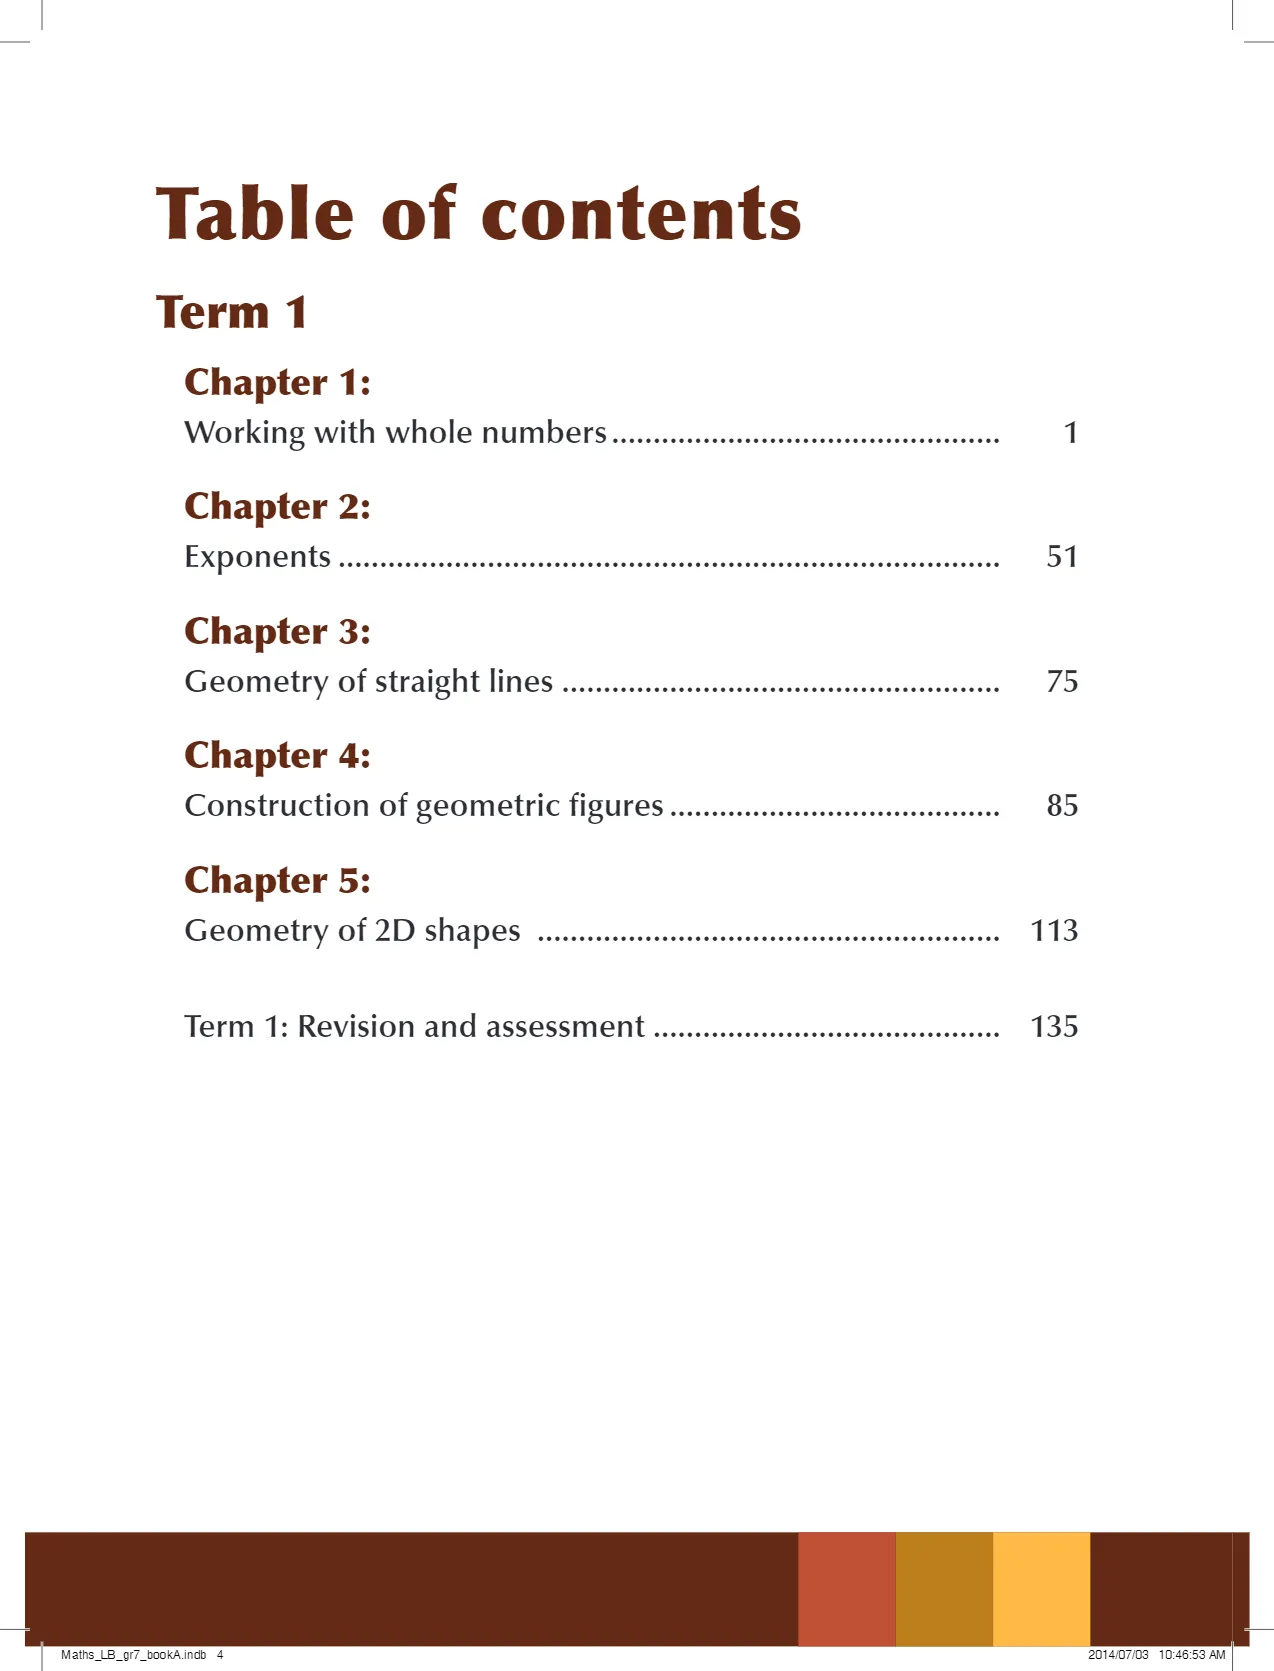 Table of contents
Term 1
Chapter 1:
Working with whole numbers ............................................... 1
Chapter 2:
Exponents ................................................................................ 51
Chapter 3:
Geometry of straight lines ..................................................... 75
Chapter 4:
Construction of geometric figures ........................................ 85
Chapter 5:
Geometry of 2D shapes ........................................................ 113
Term 1: Revision and assessment .......................................... 135
Maths_LB_gr7_bookA.indb 4 2014/07/03 10:46:53 AM